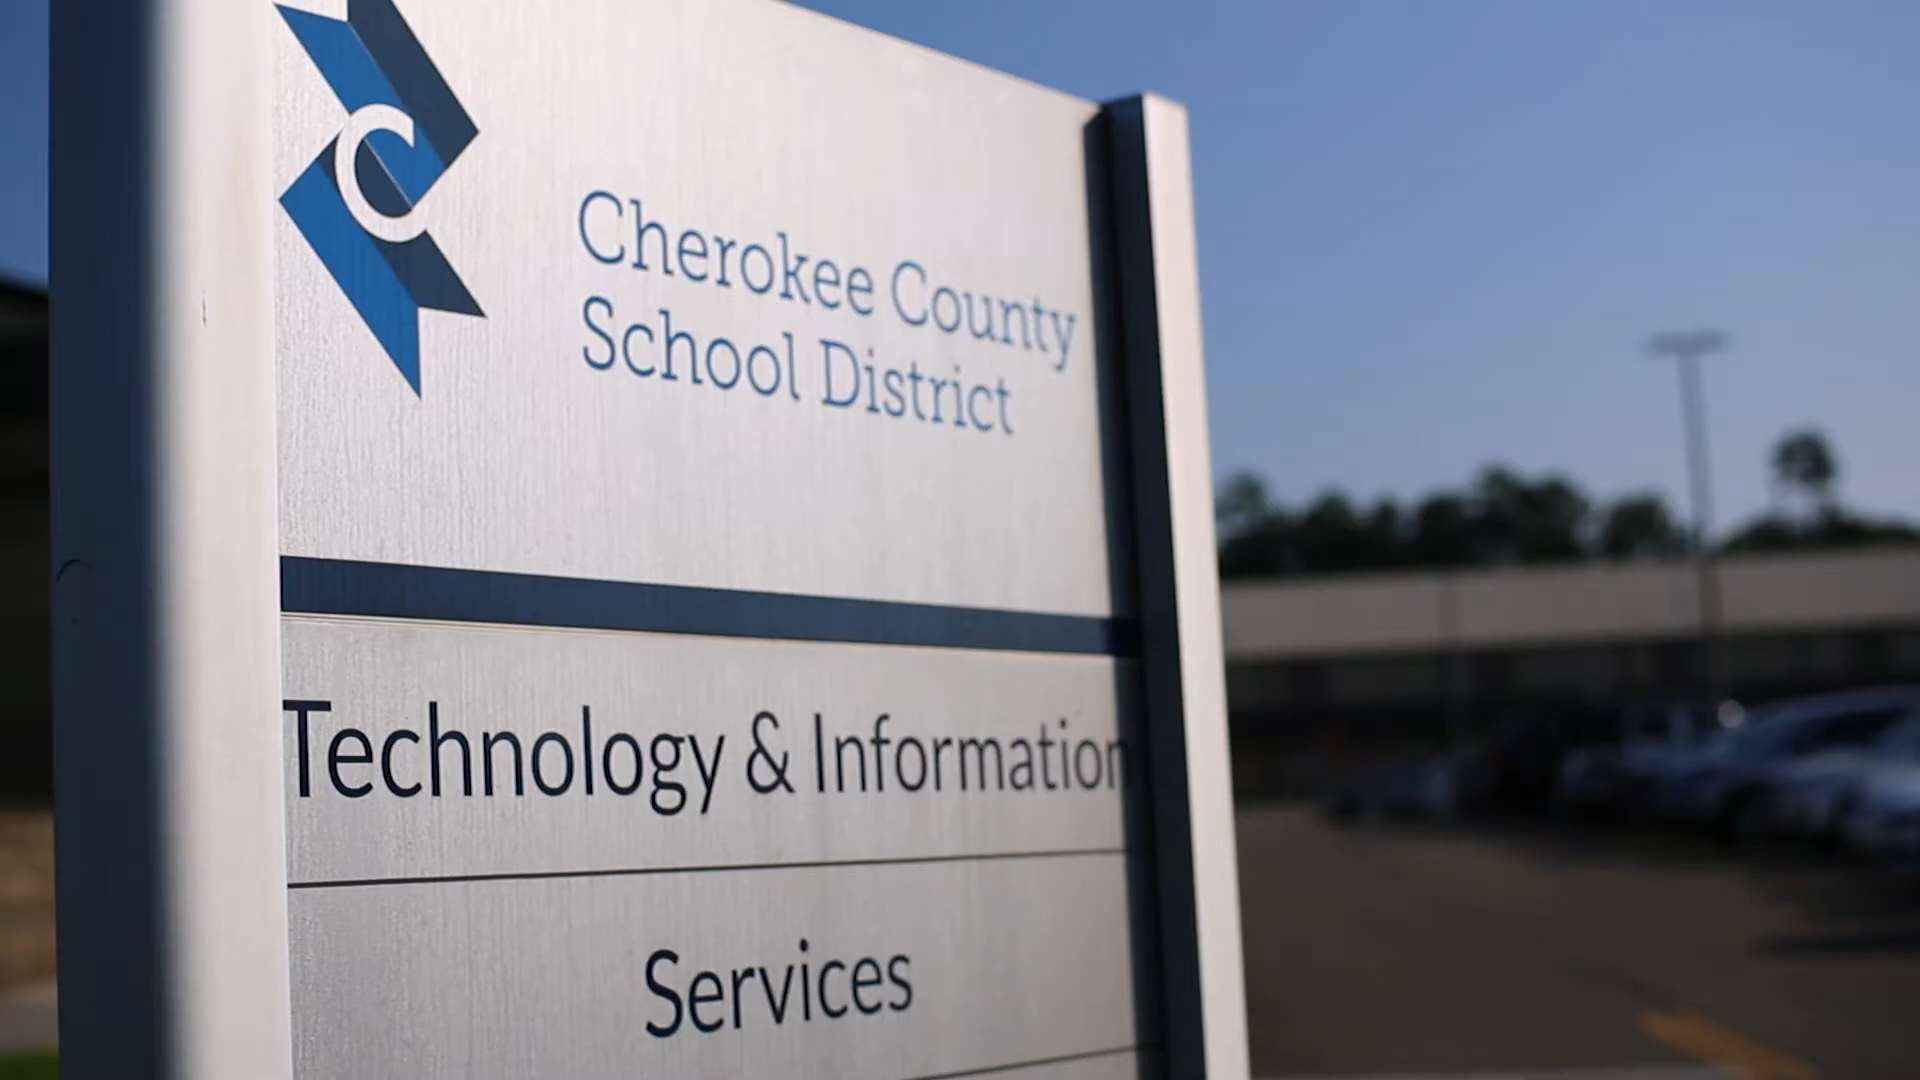 C
Cherokee County
School District
Technology & Information
Services